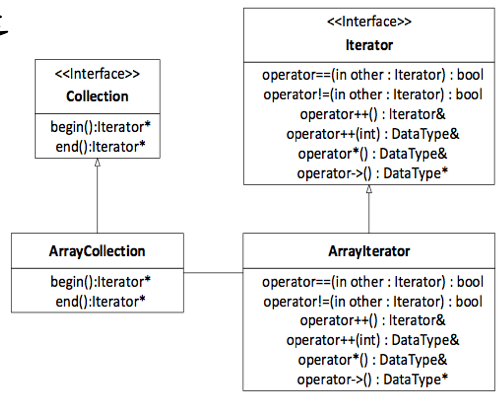 <<Interface>>
Collection
begin():Iterator*
end():Iterator*
<<Interface>>
Iterator
operator==(in other : Iterator) : bool
operator!=(in other : Iterator) : bool
operator++() : Iterator&
operator++(int) : DataType&
operator*() : DataType&
operator->() : DataType*
ArrayCollection
begin():Iterator*
end():Iterator*
ArrayIterator
operator==(in other : Iterator) : bool
operator!=(in other : Iterator) : bool
operator++() : Iterator&
operator++(int) : DataType&
operator*() : DataType&
operator->() : DataType*